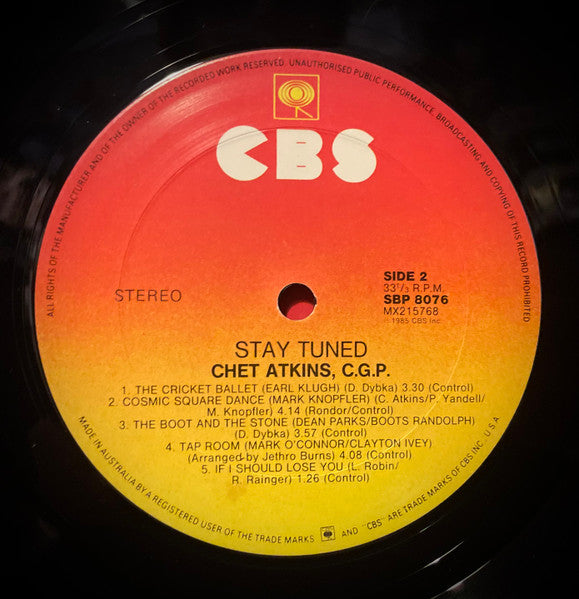 ALL RIGHTS OF THE MANUFACTURER AND OF THE OWNER OF THE RECORDED WORK RESERVED. UNAUTHORISED PUBLIC PERFORMANCE, BROADCASTING AND COPYING OF THIS RECORD PROHIBITED
CBS
SIDE 2
33⅓ R.P.M.
STEREO
SBP 8076
MX215768
℗ 1985 CBS Inc.
STAY TUNED
CHET ATKINS, C.G.P.
1. THE CRICKET BALLET (EARL KLUGH) (D. Dybka) 3.30 (Control)
2. COSMIC SQUARE DANCE (MARK KNOPFLER) (C. Atkins/P. Yandell/
M. Knopfler) 4.14 (Rondor/Control)
3. THE BOOT AND THE STONE (DEAN PARKS/BOOTS RANDOLPH)
(D. Dybka) 3.57 (Control)
4. TAP ROOM (MARK O'CONNOR/CLAYTON IVEY)
(Arranged by Jethro Burns) 4.08 (Control)
5. IF I SHOULD LOSE YOU (L. Robin/
R. Rainger) 1.26 (Control)
MADE IN AUSTRALIA BY A REGISTERED USER OF THE TRADE MARKS AND "CBS" ARE TRADE MARKS OF CBS INC. U.S.A.